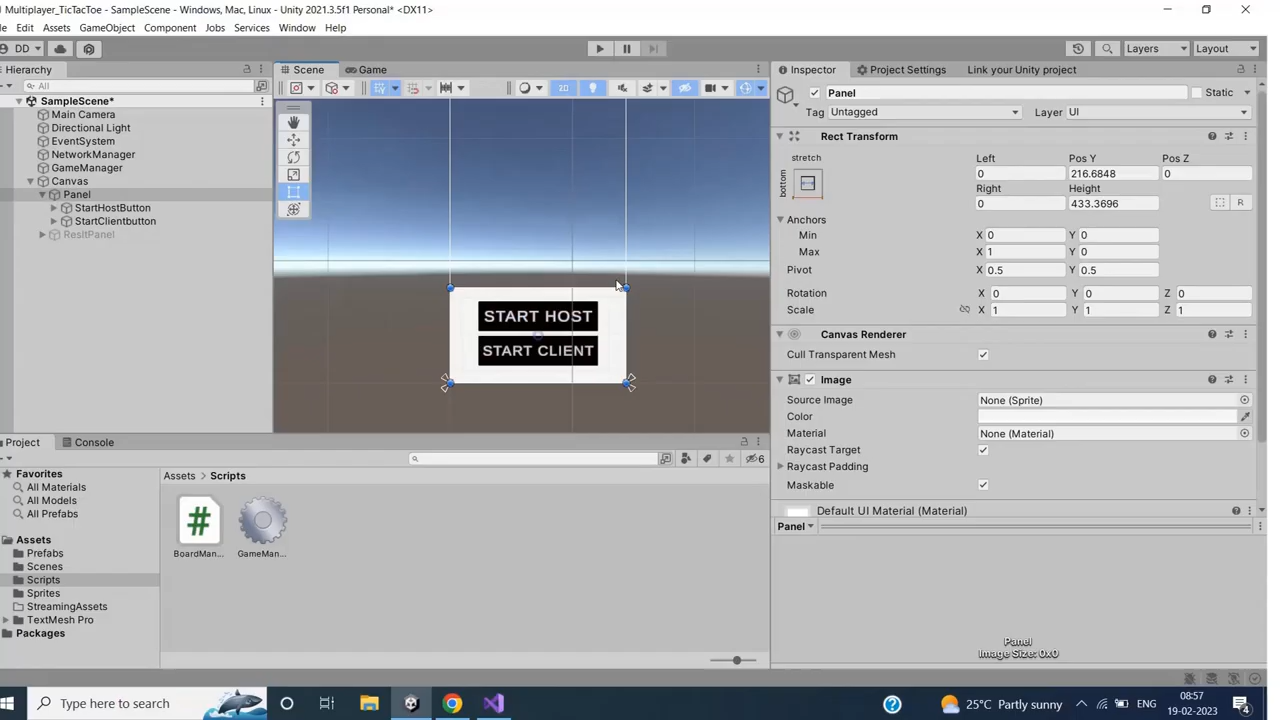 Multiplayer_TicTacToe - SampleScene - Windows, Mac, Linux - Unity 2021.3.5f1 Personal* <DX11>
Edit Assets GameObject Component Jobs Services Window Help
DD
Layers Layout
Hierarchy
All
SampleScene*
Main Camera
Directional Light
EventSystem
NetworkManager
GameManager
Canvas
Panel
StartHostButton
StartClientbutton
ResltPanel
Scene Game
2D
START HOST
START CLIENT
Inspector Project Settings Link your Unity project
Panel Static
Tag Untagged Layer UI
Rect Transform
stretch
bottom
Left Pos Y Pos Z
0 216.6848 0
Right Height
0 433.3696
R
Anchors
Min X 0 Y 0
Max X 1 Y 0
Pivot X 0.5 Y 0.5
Rotation X 0 Y 0 Z 0
Scale X 1 Y 1 Z 1
Canvas Renderer
Cull Transparent Mesh
Image
Source Image None (Sprite)
Color
Material None (Material)
Raycast Target
Raycast Padding
Maskable
Default UI Material (Material)
Panel
Panel
Image Size: 0x0
Project Console
6
Favorites
All Materials
All Models
All Prefabs
Assets
Prefabs
Scenes
Scripts
Sprites
StreamingAssets
TextMesh Pro
Packages
Assets > Scripts
#
BoardMan... GameMan...
Type here to search
25°C Partly sunny
ENG
08:57
19-02-2023
4